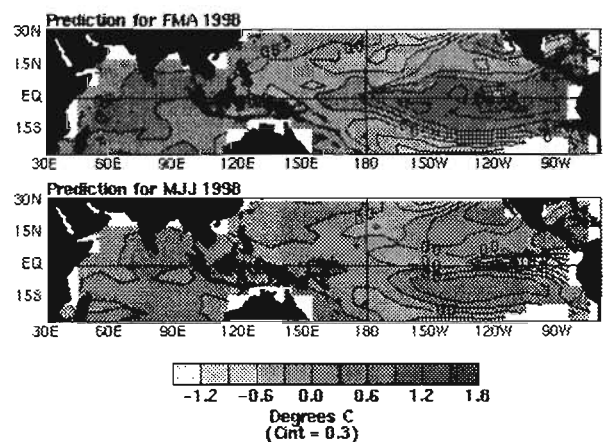 Prediction for FMA 1998
30N
15N
EQ
15S
30E 60E 90E 120E 150E 180 150W 120W 90W
Prediction for MJJ 1998
30N
15N
EQ
15S
30E 60E 90E 120E 150E 180 150W 120W 90W
-1.2 -0.6 0.0 0.6 1.2 1.8
Degrees C
(Cint = 0.3)